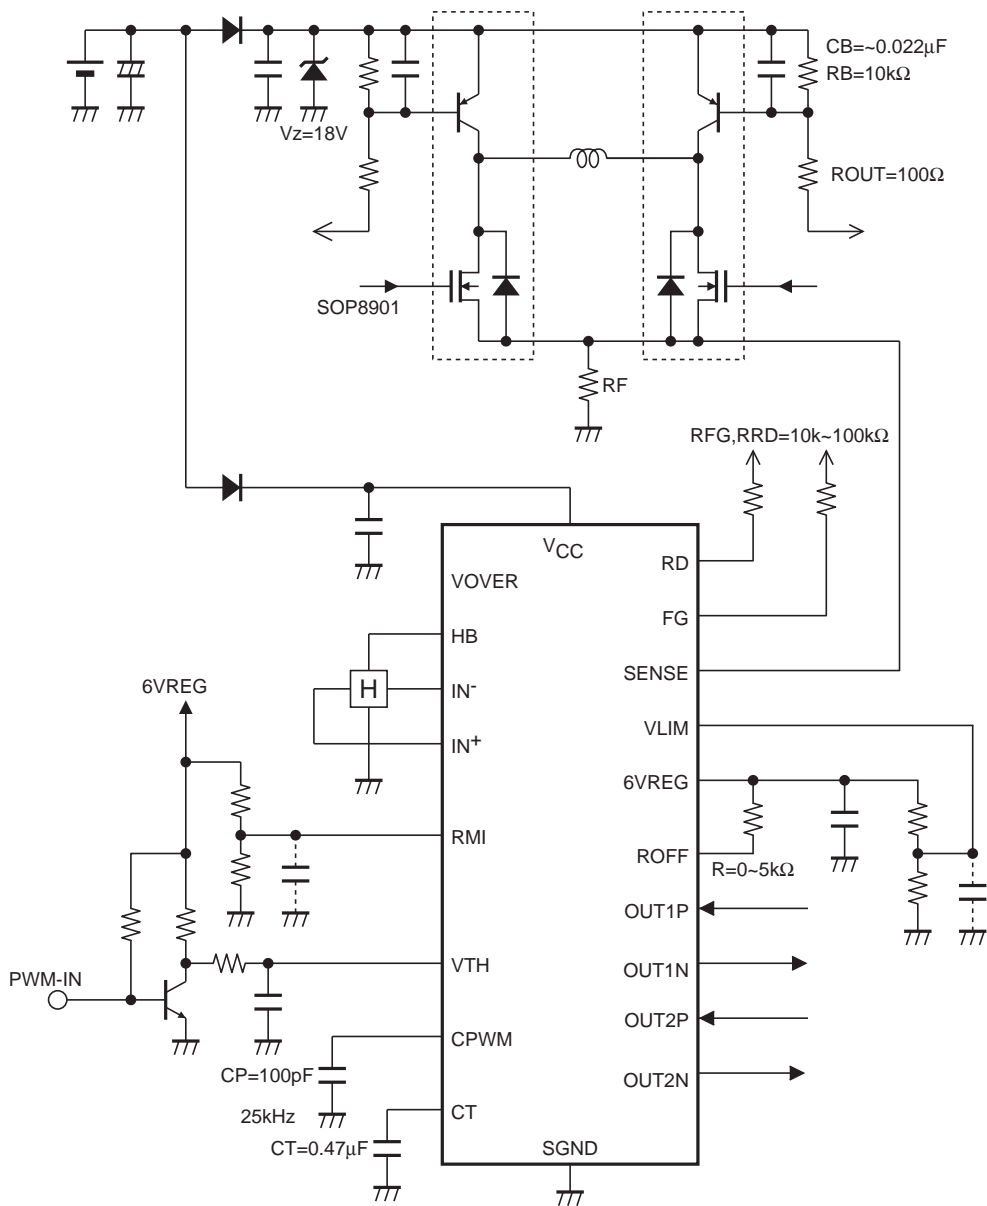 CB=~0.022μF
RB=10kΩ
Vz=18V
ROUT=100Ω
SOP8901
RF
RFG,RRD=10k~100kΩ
VCC
RD
VOVER
FG
HB
SENSE
6VREG
H
IN-
VLIM
IN+
6VREG
RMI
ROFF
R=0~5kΩ
OUT1P
VTH
OUT1N
PWM-IN
OUT2P
CPWM
CP=100pF
OUT2N
25kHz
CT
CT=0.47μF
SGND